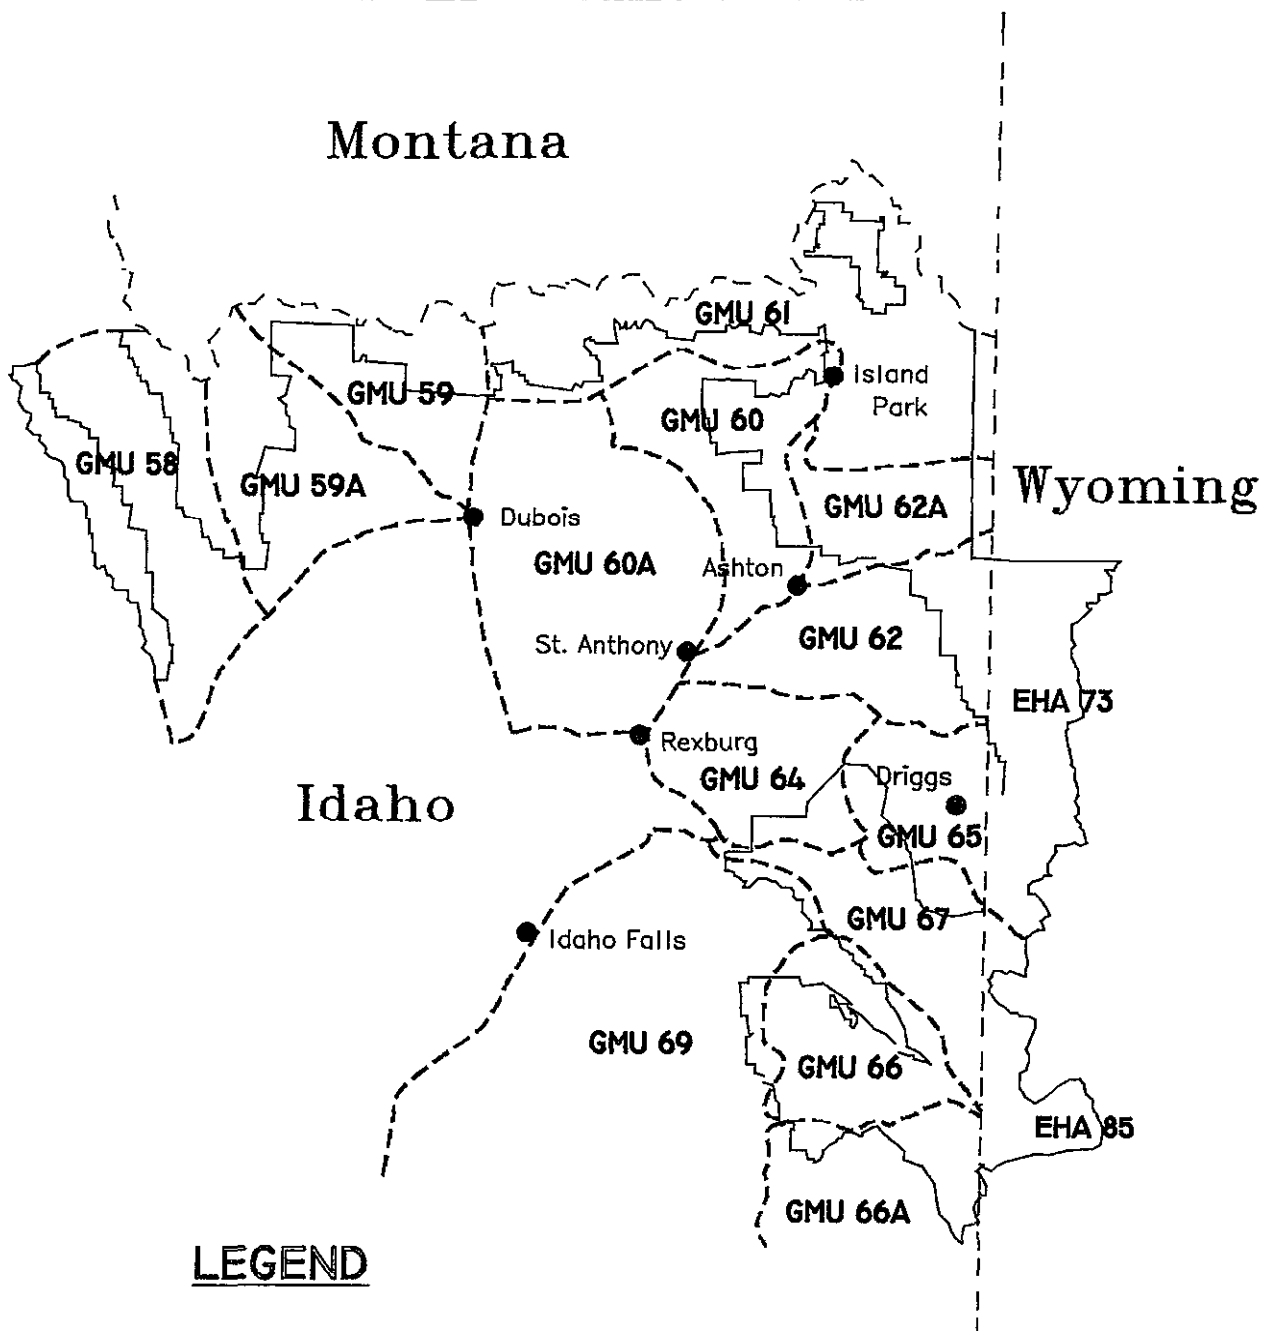 Montana
GMU 61
Island
Park
GMU 59
GMU 60
GMU 58
GMU 59A
Wyoming
GMU 62A
Dubois
GMU 60A
Ashton
St. Anthony
GMU 62
EHA 73
Rexburg
GMU 64
Driggs
Idaho
GMU 65
GMU 67
Idaho Falls
GMU 69
GMU 66
EHA 85
GMU 66A
LEGEND